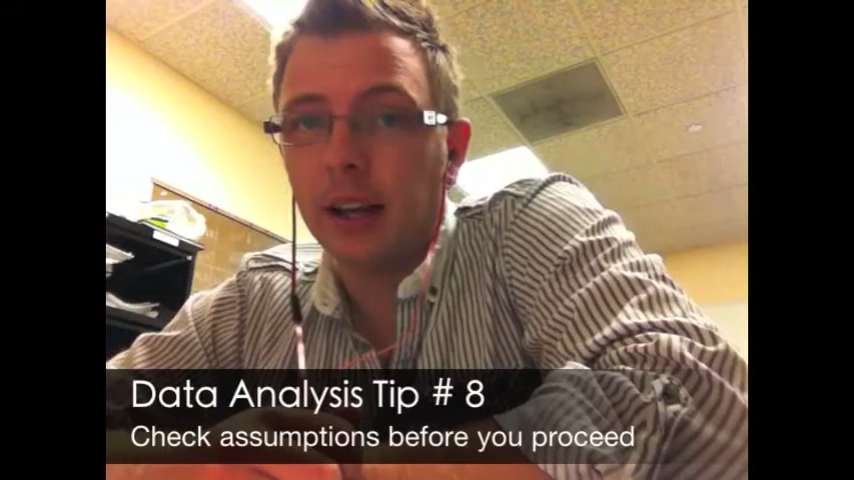 Data Analysis Tip # 8
Check assumptions before you proceed